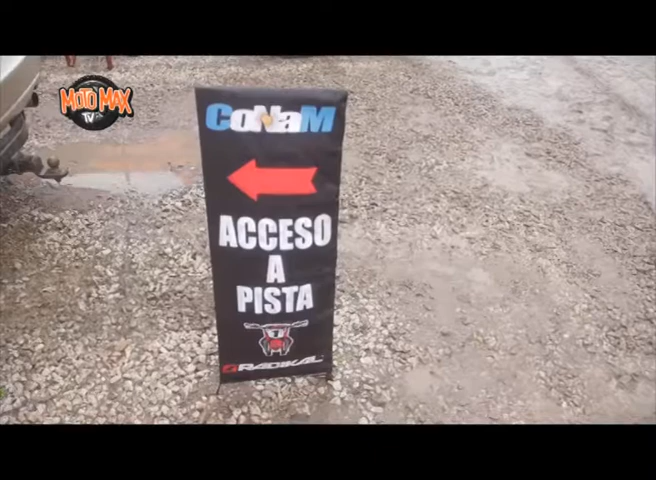 MOTO MAX
TV
CoNaM
ACCESO
A
PISTA
RADIKAL